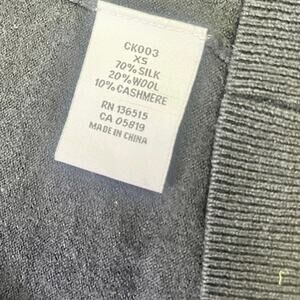 CK003
XS
70% SILK
20% WOOL
10% CASHMERE
RN 136515
CA 05819
MADE IN CHINA